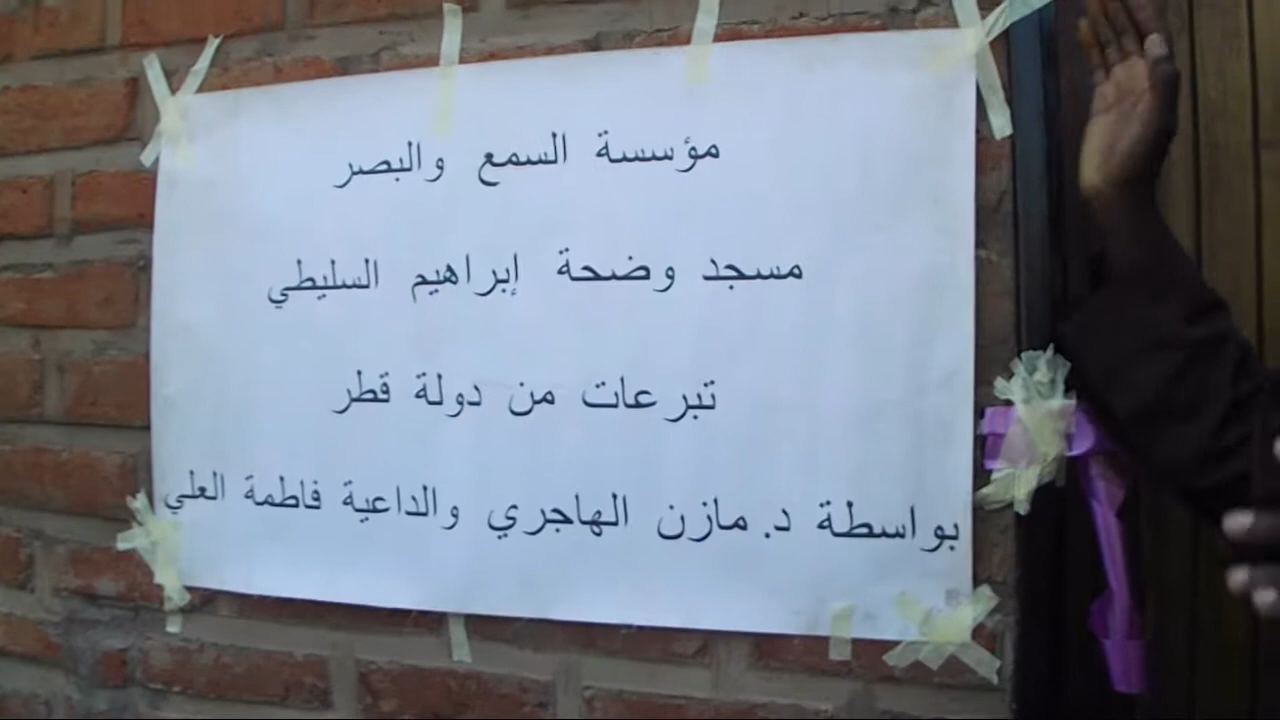 مؤسسة السمع والبصر
مسجد وضحة إبراهيم السليطي
تبرعات من دولة قطر
بواسطة د. مازن الهاجري والداعية فاطمة العلي